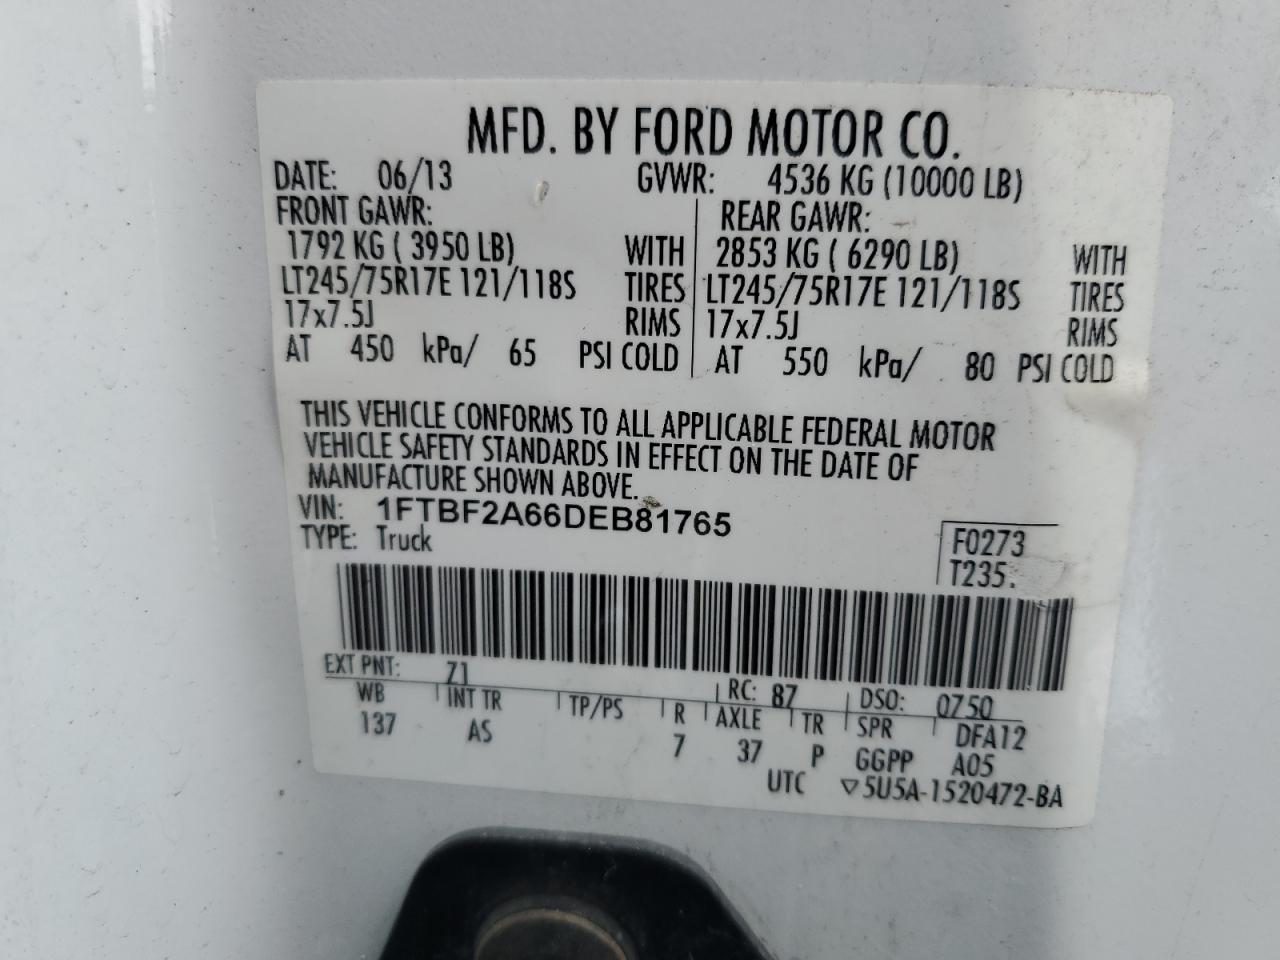 MFD. BY FORD MOTOR CO.
DATE: 06/13 GVWR: 4536 KG (10000 LB)
FRONT GAWR: REAR GAWR:
1792 KG ( 3950 LB) WITH 2853 KG ( 6290 LB) WITH
LT245/75R17E 121/118S TIRES LT245/75R17E 121/118S TIRES
17x7.5J RIMS 17x7.5J RIMS
AT 450 kPa/ 65 PSI COLD AT 550 kPa/ 80 PSI COLD
THIS VEHICLE CONFORMS TO ALL APPLICABLE FEDERAL MOTOR
VEHICLE SAFETY STANDARDS IN EFFECT ON THE DATE OF
MANUFACTURE SHOWN ABOVE.
VIN: 1FTBF2A66DEB81765
TYPE: Truck
F0273
T235.
EXT PNT: Z1 RC: 87 DSO: 0750
WB INT TR TP/PS R AXLE TR SPR DFA12
137 AS 7 37 P GGPP A05
UTC ▽5U5A-1520472-BA